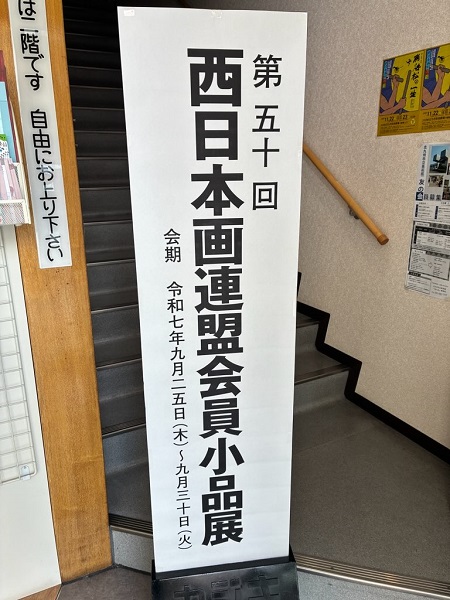 第五十回
西日本画連盟会員小品展
会期 令和七年九月二五日(木)～九月三十日(火)
は二階です 自由にお上り下さい